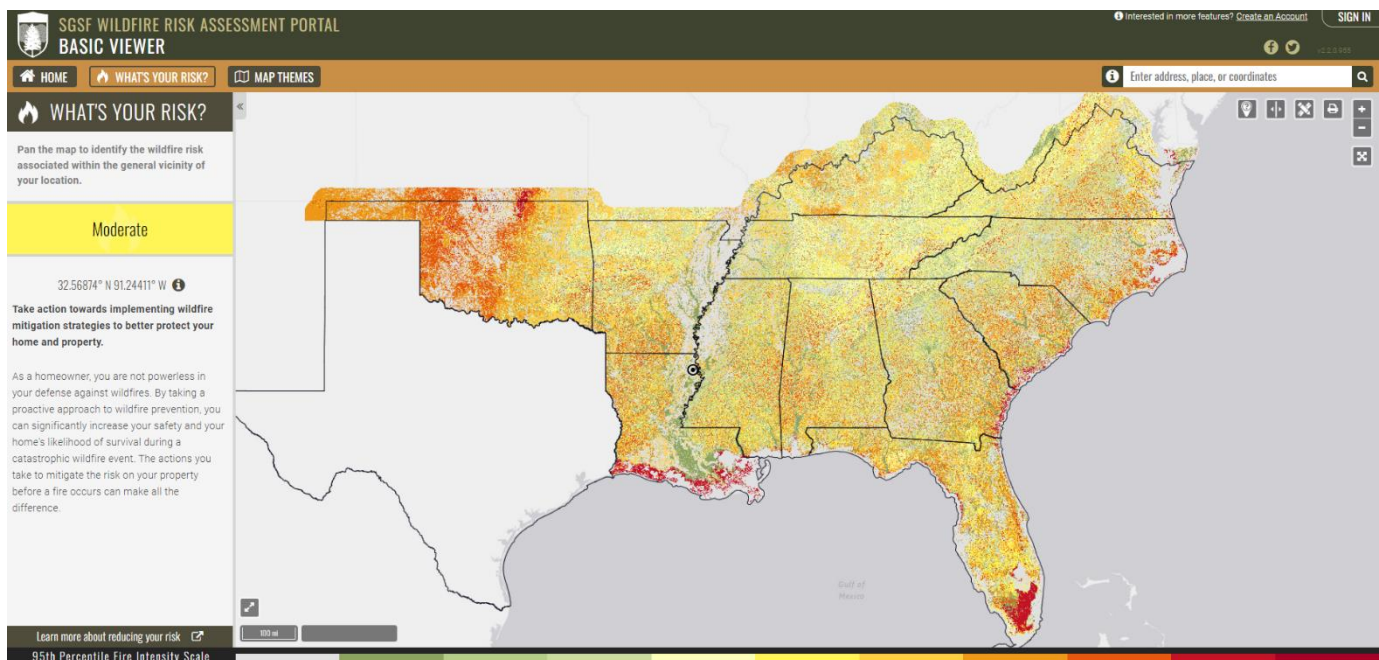 SGSF WILDFIRE RISK ASSESSMENT PORTAL
BASIC VIEWER
Interested in more features? Create an Account
SIGN IN
HOME
WHAT'S YOUR RISK?
MAP THEMES
Enter address, place, or coordinates
WHAT'S YOUR RISK?
Pan the map to identify the wildfire risk
associated within the general vicinity of
your location.
Moderate
32.56874° N 91.24411° W
Take action towards implementing wildfire
mitigation strategies to better protect your
home and property.
As a homeowner, you are not powerless in
your defense against wildfires. By taking a
proactive approach to wildfire prevention, you
can significantly increase your safety and your
home's likelihood of survival during a
catastrophic wildfire event. The actions you
take to mitigate the risk on your property
before a fire occurs can make all the
difference.
Gulf of
Mexico
100 mi
Learn more about reducing your risk
95th Percentile Fire Intensity Scale